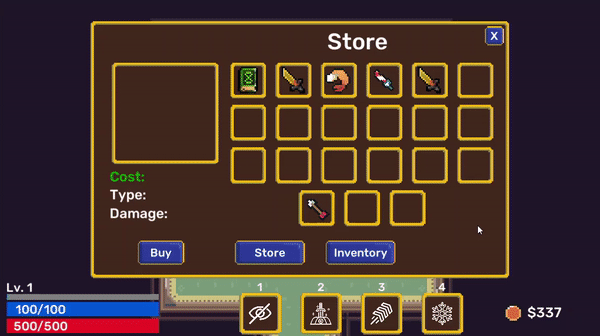 Store
X
Cost:
Type:
Damage:
Buy
Store
Inventory
Lv. 1
100/100
500/500
1
2
3
4
$337